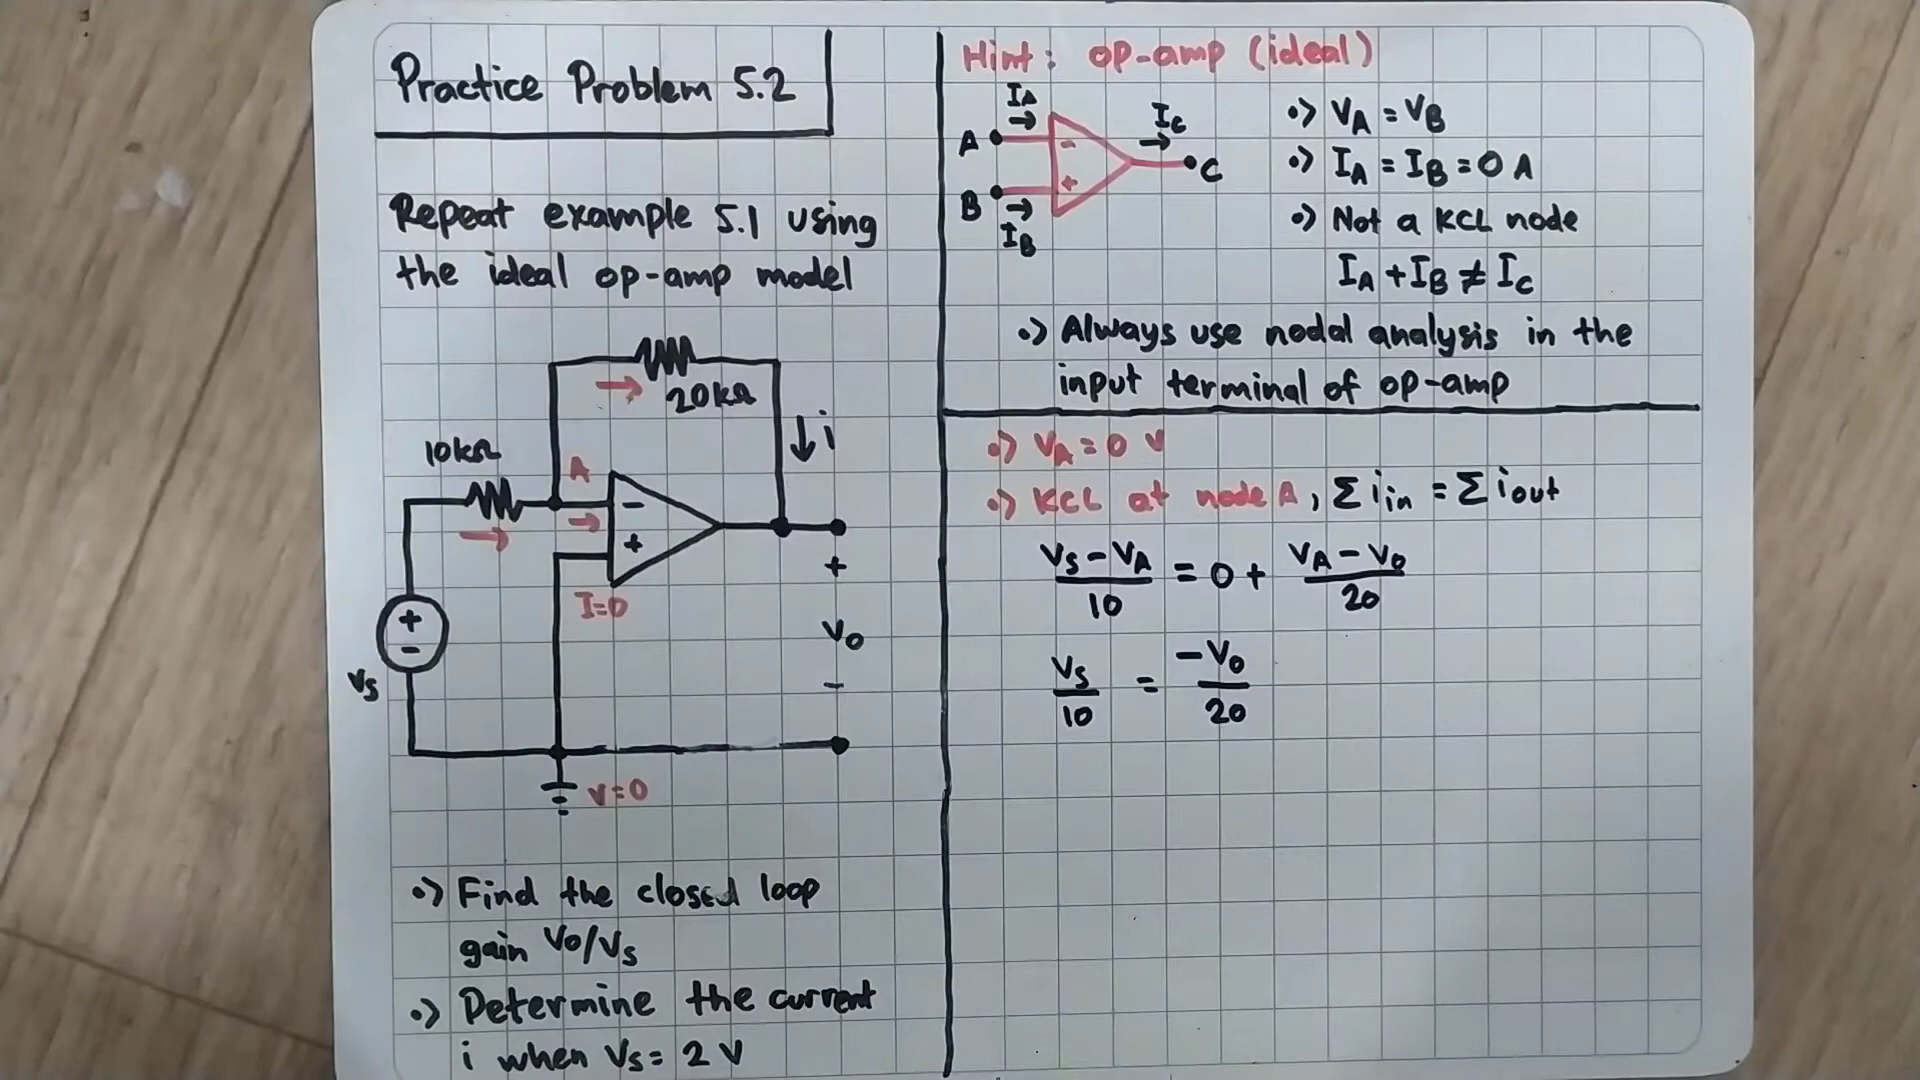 Practice Problem 5.2
Repeat example 5.1 using
the ideal op-amp model
20kΩ
i
10kΩ
A
-
+
I=0
+
-
Vs
+
Vo
-
V=0
•) Find the closed loop
gain Vo/Vs
•) Determine the current
i when Vs = 2 V
Hint: op-amp (ideal)
IA
A
-
B
+
IB
Ic
C
•) VA = VB
•) IA = IB = 0 A
•) Not a KCL node
IA + IB ≠ Ic
•) Always use nodal analysis in the
input terminal of op-amp
•) VA = 0 V
•) KCL at node A, Σ iin = Σ iout
Vs - VA / 10 = 0 + VA - Vo / 20
Vs / 10 = -Vo / 20